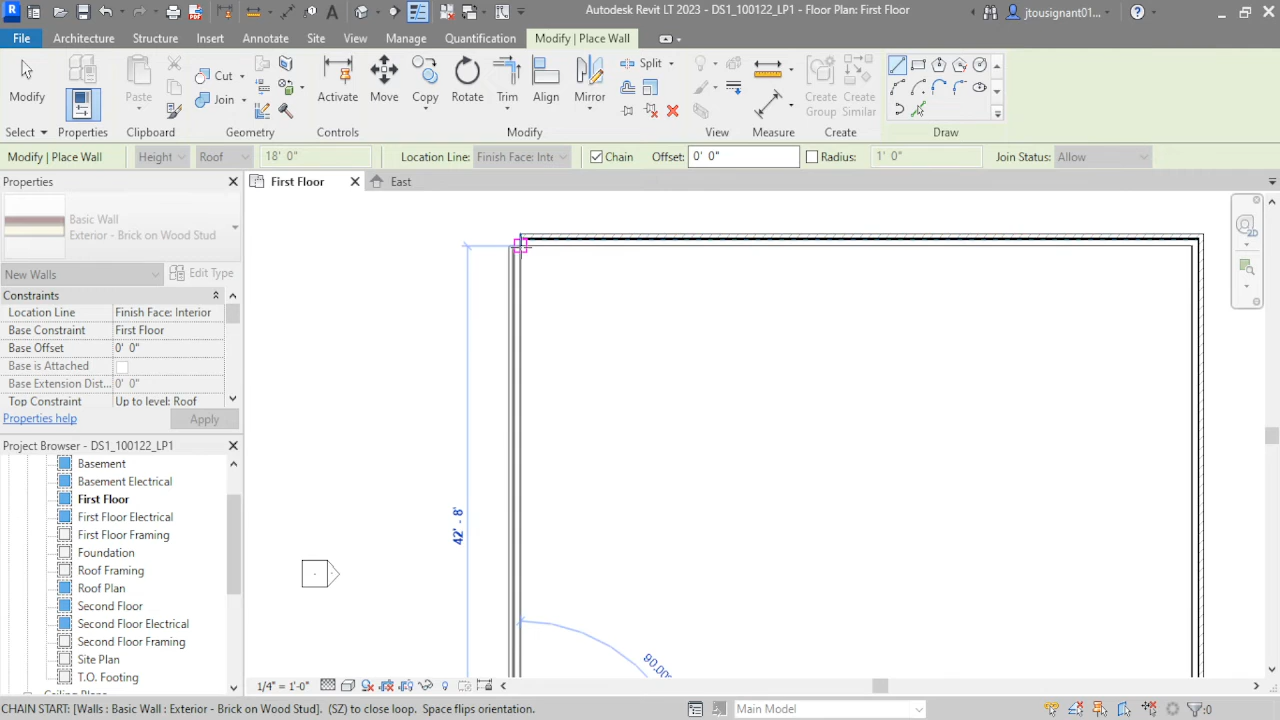 Autodesk Revit LT 2023 - DS1_100122_LP1 - Floor Plan: First Floor
jtousignant01...
File Architecture Structure Insert Annotate Site View Manage Quantification Modify | Place Wall
Modify Paste Cut Join Activate Move Copy Rotate Trim Align Mirror Split Create Group Create Similar
Select Properties Clipboard Geometry Controls Modify View Measure Create Draw
Modify | Place Wall Height Roof 18' 0" Location Line: Finish Face: Inte Chain Offset: 0' 0" Radius: 1' 0" Join Status: Allow
Properties First Floor East
Basic Wall
Exterior - Brick on Wood Stud
New Walls Edit Type
Constraints
Location Line Finish Face: Interior
Base Constraint First Floor
Base Offset 0' 0"
Base is Attached
Base Extension Dist... 0' 0"
Top Constraint Up to level: Roof
Properties help Apply
Project Browser - DS1_100122_LP1
Basement
Basement Electrical
First Floor
First Floor Electrical
First Floor Framing
Foundation
Roof Framing
Roof Plan
Second Floor
Second Floor Electrical
Second Floor Framing
Site Plan
T.O. Footing
42' - 8"
1/4" = 1'-0"
CHAIN START: [Walls : Basic Wall : Exterior - Brick on Wood Stud]. (SZ) to close loop. Space flips orientation. Main Model :0